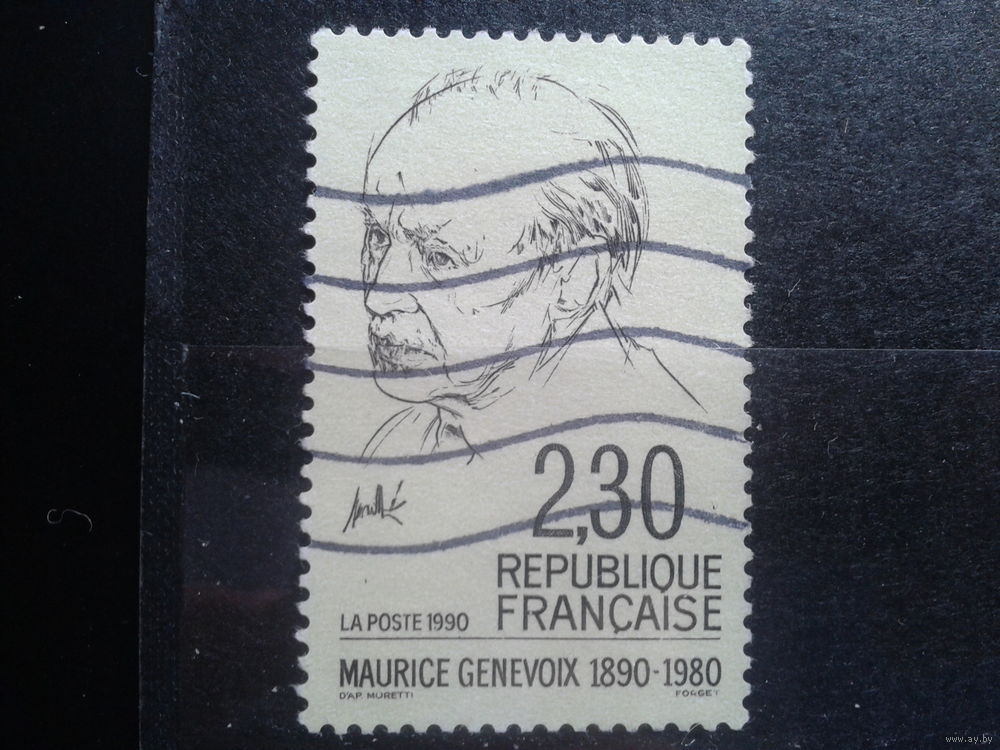 2,30
REPUBLIQUE
FRANÇAISE
LA POSTE 1990
MAURICE GENEVOIX 1890-1980
D'AP. MURETTI
FORGET
www.ay.by